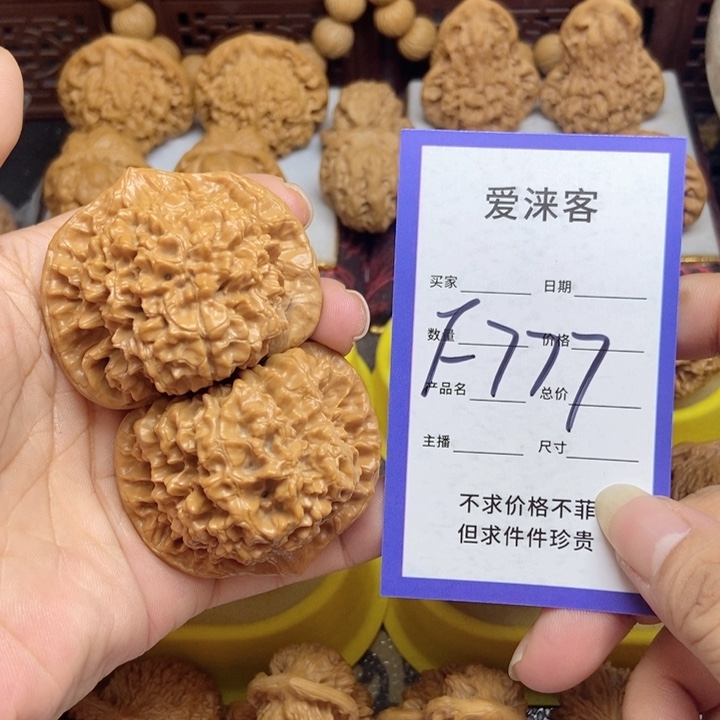 爱涞客
买家 日期
数量 价格
F777
产品名 总价
主播 尺寸
不求价格不菲
但求件件珍贵